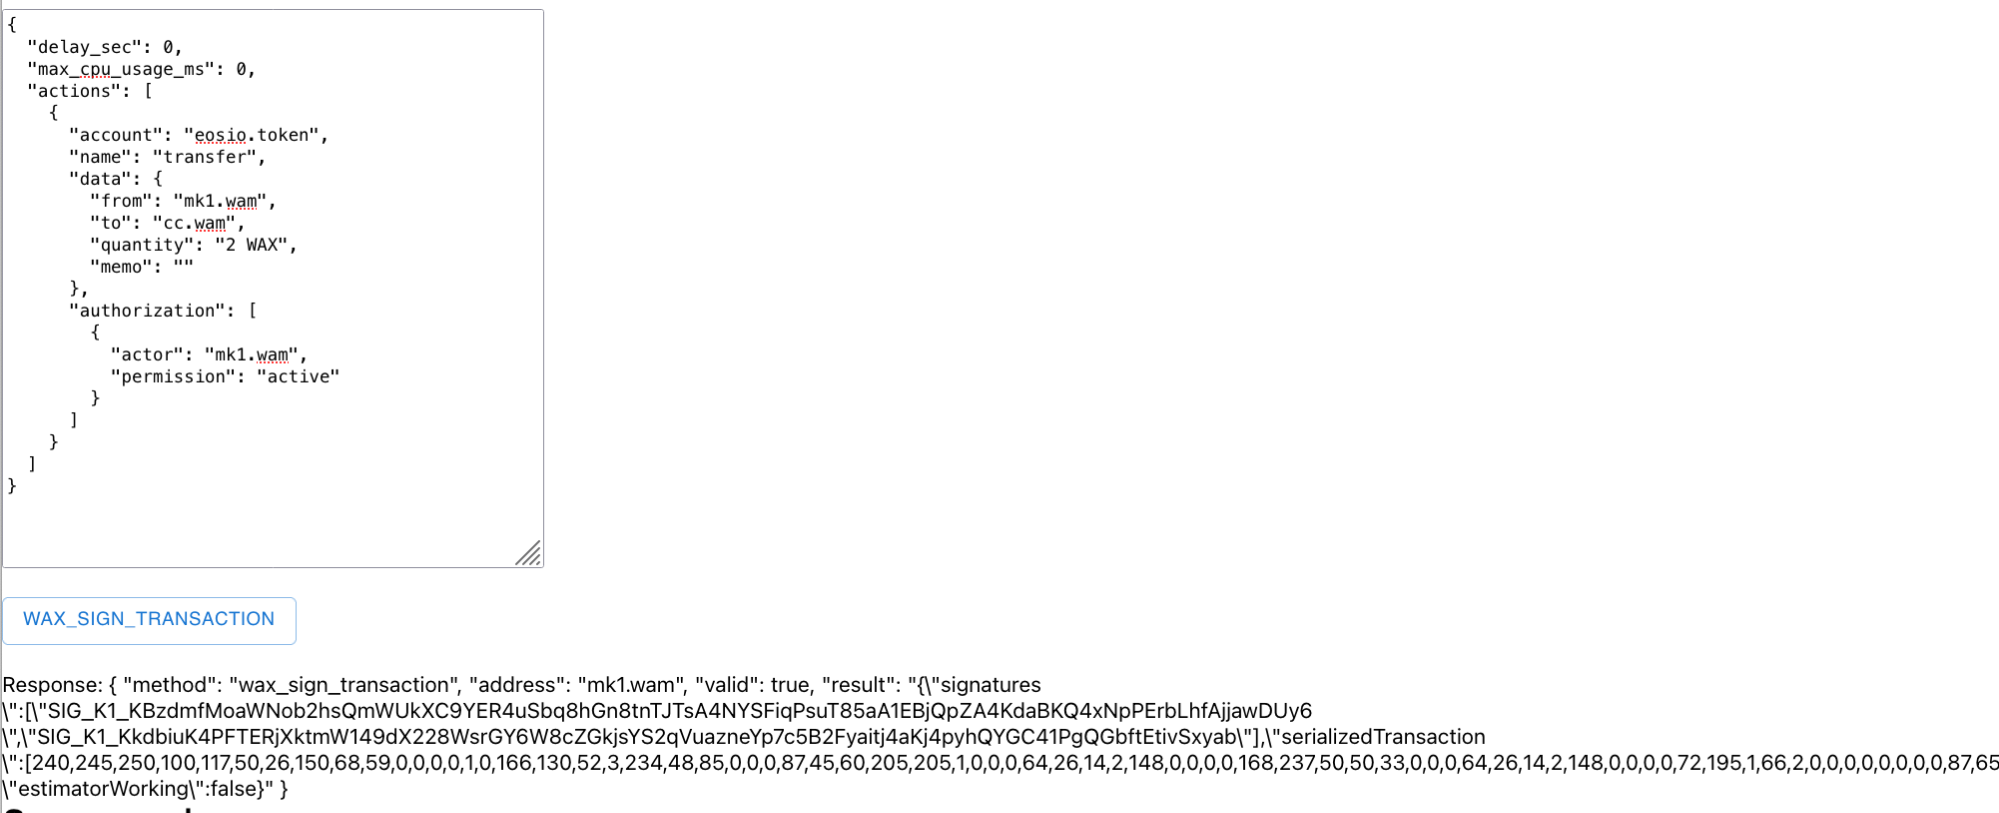 {
  "delay_sec": 0,
  "max_cpu_usage_ms": 0,
  "actions": [
    {
      "account": "eosio.token",
      "name": "transfer",
      "data": {
        "from": "mk1.wam",
        "to": "cc.wam",
        "quantity": "2 WAX",
        "memo": ""
      },
      "authorization": [
        {
          "actor": "mk1.wam",
          "permission": "active"
        }
      ]
    }
  ]
}
WAX_SIGN_TRANSACTION
Response: { "method": "wax_sign_transaction", "address": "mk1.wam", "valid": true, "result": "{\"signatures
\":[\"SIG_K1_KBzdmfMoaWNob2hsQmWUkXC9YER4uSbq8hGn8tnTJTsA4NYSFiqPsuT85aA1EBjQpZA4KdaBKQ4xNpPErbLhfAjjawDUy6
\",\"SIG_K1_KkdbiuK4PFTERjXktmW149dX228WsrGY6W8cZGkjsYS2qVuazneYp7c5B2Fyaitj4aKj4pyhQYGC41PgQGbftEtivSxyab\"],\"serializedTransaction
\":[240,245,250,100,117,50,26,150,68,59,0,0,0,0,1,0,166,130,52,3,234,48,85,0,0,0,87,45,60,205,205,1,0,0,0,64,26,14,2,148,0,0,0,0,168,237,50,50,33,0,0,0,64,26,14,2,148,0,0,0,0,72,195,1,66,2,0,0,0,0,0,0,0,0,87,65
\"estimatorWorking\":false}" }